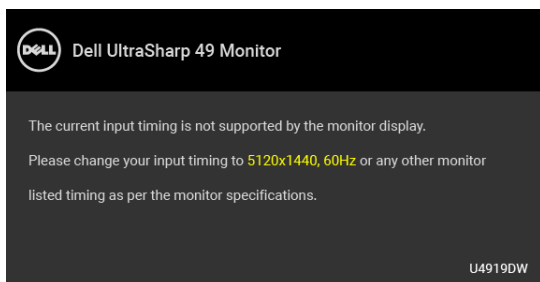 DELL Dell UltraSharp 49 Monitor
The current input timing is not supported by the monitor display.
Please change your input timing to 5120x1440, 60Hz or any other monitor
listed timing as per the monitor specifications.
U4919DW